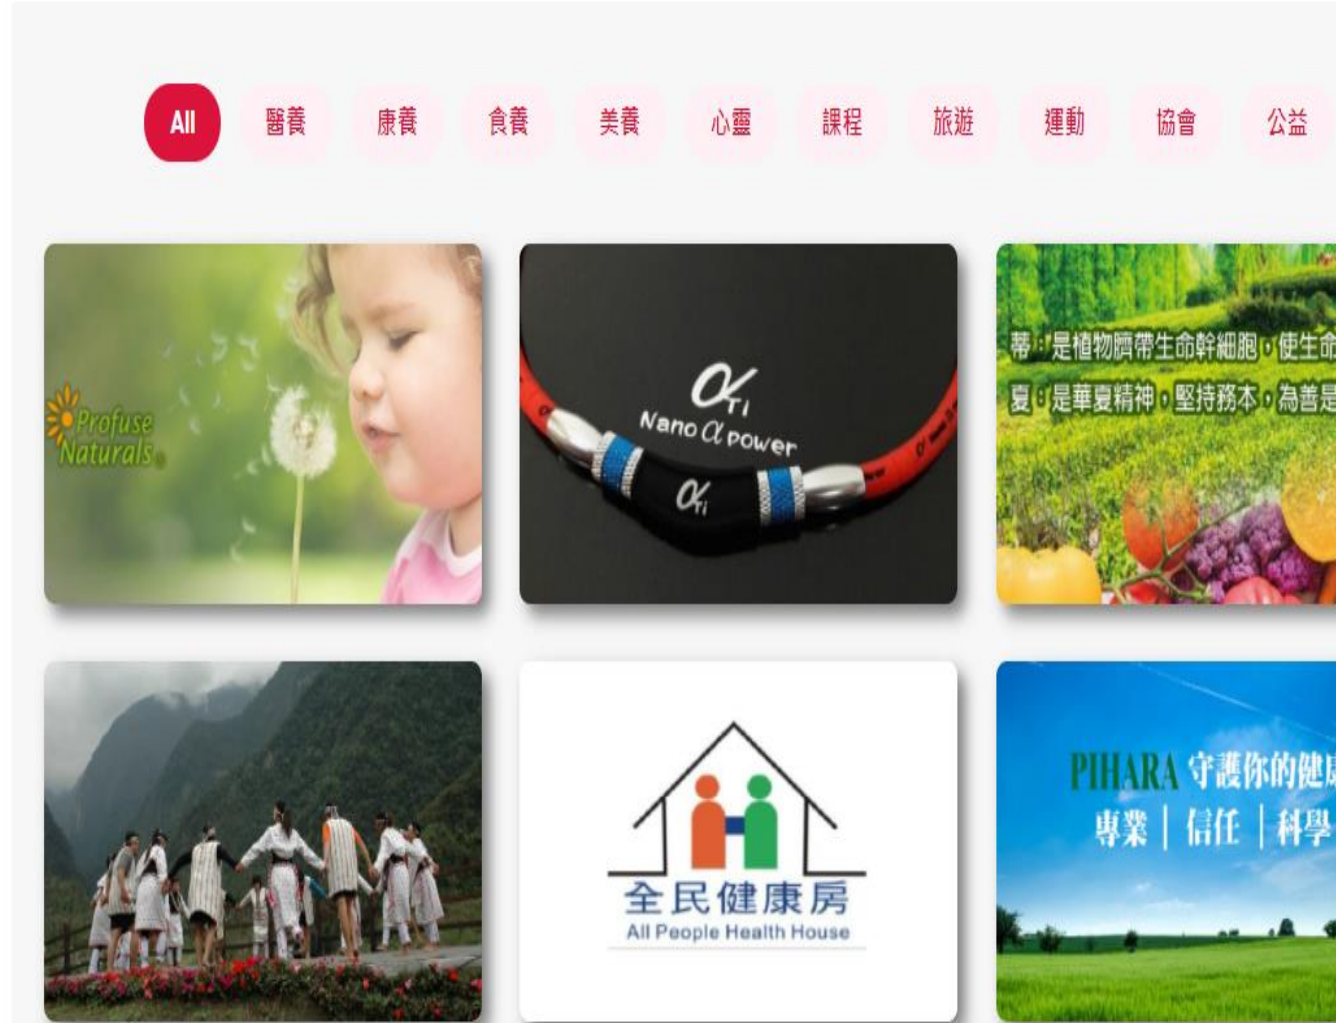 All 醫養 康養 食養 美養 心靈 課程 旅遊 運動 協會 公益
Profuse
Naturals
αTi
Nano α power
αTi
蒂：是植物臍帶生命幹細胞，使生命
夏：是華夏精神，堅持務本，為善是
全民健康房
All People Health House
PIHARA 守護你的健康
專業｜信任｜科學